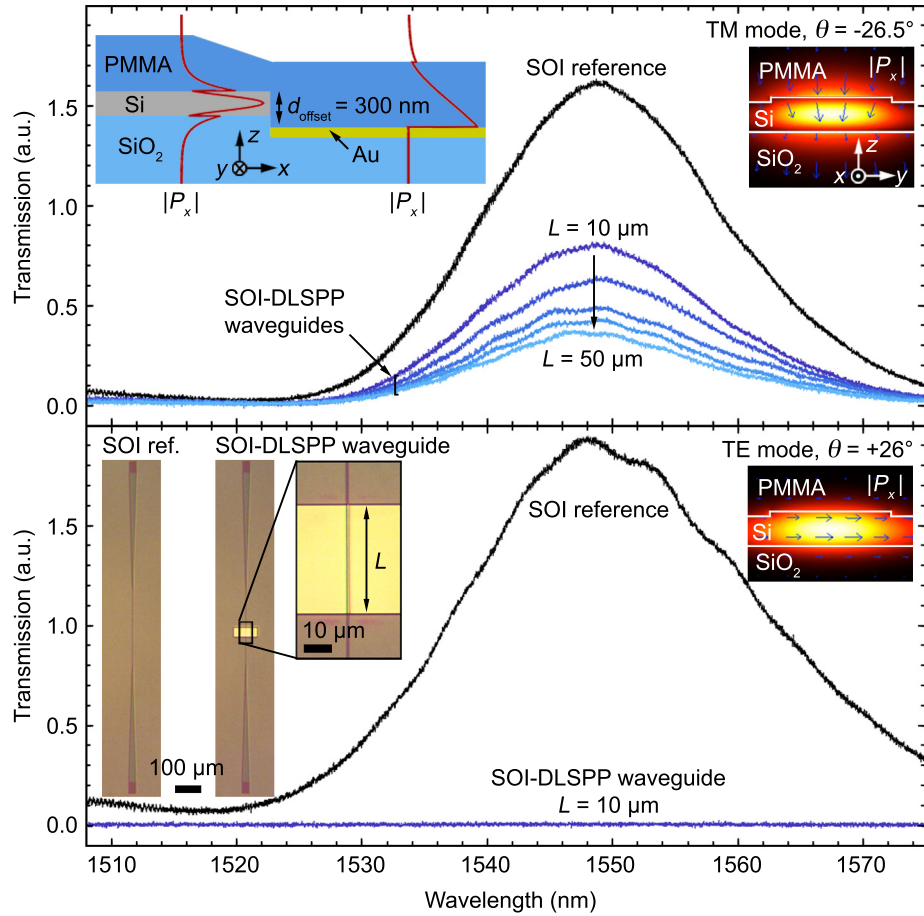 TM mode, θ = -26.5°
PMMA
Si
SiO₂
d_offset = 300 nm
Au
z
y
x
|Pₓ|
|Pₓ|
SOI reference
L = 10 µm
L = 50 µm
SOI-DLSPP
waveguides
PMMA
|Pₓ|
Si
SiO₂
z
x
y
Transmission (a.u.)
1.5
1.0
0.5
0.0
SOI ref.
SOI-DLSPP waveguide
L
10 µm
100 µm
TE mode, θ = +26°
PMMA
|Pₓ|
Si
SiO₂
SOI reference
SOI-DLSPP waveguide
L = 10 µm
Transmission (a.u.)
1.5
1.0
0.5
0.0
1510
1520
1530
1540
1550
1560
1570
Wavelength (nm)